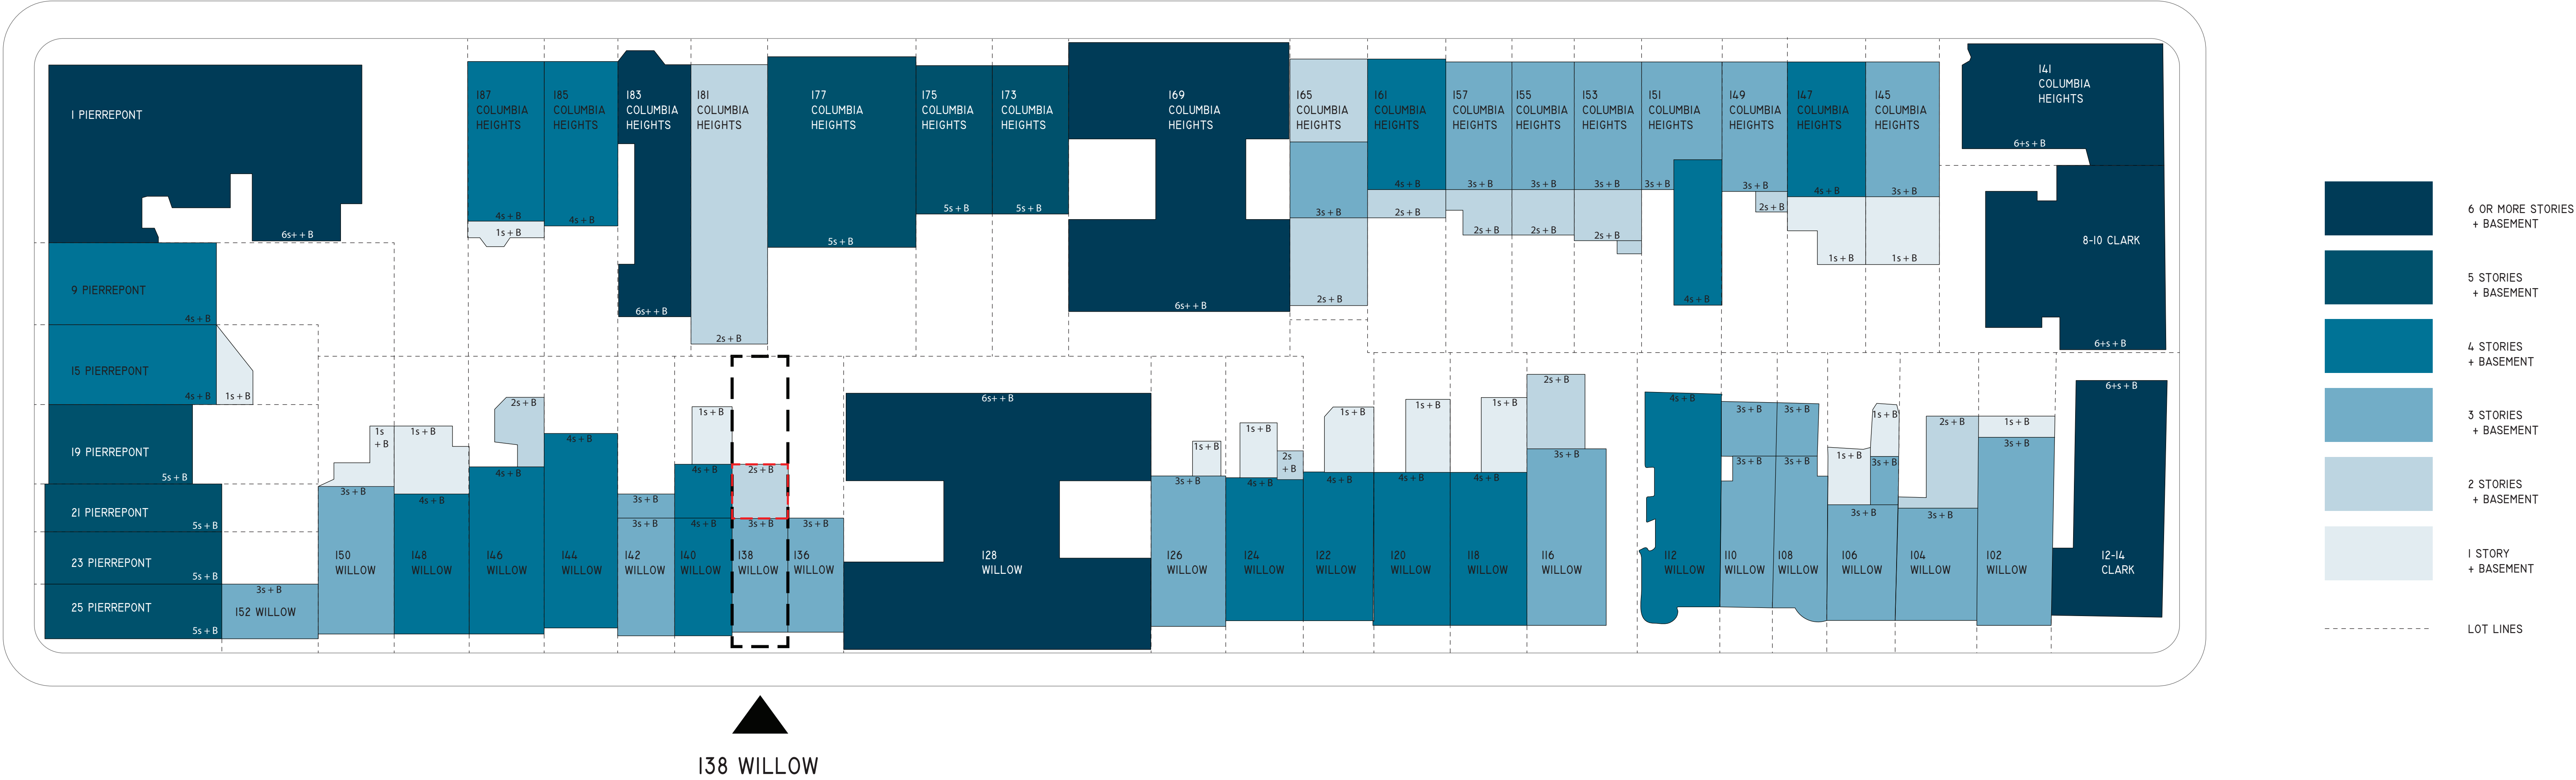 1 PIERREPONT
6s+ + B
187
COLUMBIA
HEIGHTS
4s + B
1s + B
185
COLUMBIA
HEIGHTS
4s + B
183
COLUMBIA
HEIGHTS
6s+ + B
181
COLUMBIA
HEIGHTS
2s + B
177
COLUMBIA
HEIGHTS
5s + B
175
COLUMBIA
HEIGHTS
5s + B
173
COLUMBIA
HEIGHTS
5s + B
169
COLUMBIA
HEIGHTS
6s+ + B
165
COLUMBIA
HEIGHTS
3s + B
2s + B
161
COLUMBIA
HEIGHTS
4s + B
2s + B
157
COLUMBIA
HEIGHTS
3s + B
2s + B
155
COLUMBIA
HEIGHTS
3s + B
2s + B
153
COLUMBIA
HEIGHTS
3s + B
2s + B
151
COLUMBIA
HEIGHTS
3s + B
4s + B
149
COLUMBIA
HEIGHTS
3s + B
2s + B
147
COLUMBIA
HEIGHTS
4s + B
1s + B
145
COLUMBIA
HEIGHTS
3s + B
1s + B
141
COLUMBIA
HEIGHTS
6+s + B
8-10 CLARK
6+s + B
9 PIERREPONT
4s + B
15 PIERREPONT
4s + B
1s + B
19 PIERREPONT
5s + B
21 PIERREPONT
5s + B
23 PIERREPONT
5s + B
25 PIERREPONT
5s + B
3s + B
152 WILLOW
1s
+ B
3s + B
150
WILLOW
1s + B
4s + B
148
WILLOW
2s + B
4s + B
146
WILLOW
4s + B
144
WILLOW
3s + B
3s + B
142
WILLOW
1s + B
4s + B
4s + B
140
WILLOW
2s + B
3s + B
138
WILLOW
3s + B
136
WILLOW
6s+ + B
128
WILLOW
1s + B
3s + B
126
WILLOW
1s + B
2s
+ B
4s + B
124
WILLOW
1s + B
4s + B
122
WILLOW
1s + B
4s + B
120
WILLOW
1s + B
4s + B
118
WILLOW
2s + B
3s + B
116
WILLOW
4s + B
112
WILLOW
3s + B
3s + B
110
WILLOW
3s + B
3s + B
108
WILLOW
1s + B
1s + B
3s + B
3s + B
106
WILLOW
2s + B
3s + B
104
WILLOW
1s + B
3s + B
102
WILLOW
6+s + B
12-14
CLARK
138 WILLOW
6 OR MORE STORIES
+ BASEMENT
5 STORIES
+ BASEMENT
4 STORIES
+ BASEMENT
3 STORIES
+ BASEMENT
2 STORIES
+ BASEMENT
1 STORY
+ BASEMENT
LOT LINES